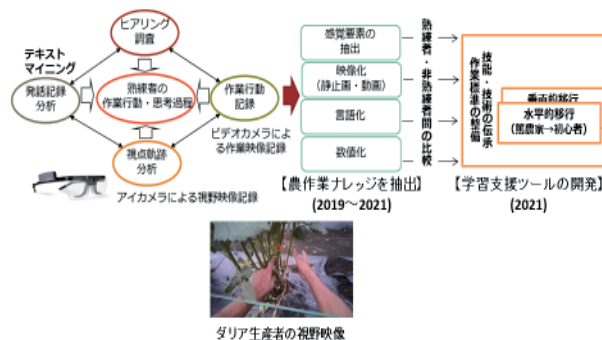 ヒアリング
調査
テキスト
マイニング
発話記録
分析
熟練者の
作業行動・思考過程
作業行動
記録
ビデオカメラによ
る作業映像記録
視点軌跡
分析
アイカメラによる視野映像記録
感覚要素の
抽出
映像化
(静止画・動画)
言語化
数値化
熟練者・非熟練者間の比較
【農作業ナレッジを抽出】
(2019～2021)
技能・技術の伝承
作業標準の整備
垂直的移行
水平的移行
(篤農家→初心者)
【学習支援ツールの開発】
(2021)
ダリア生産者の視野映像